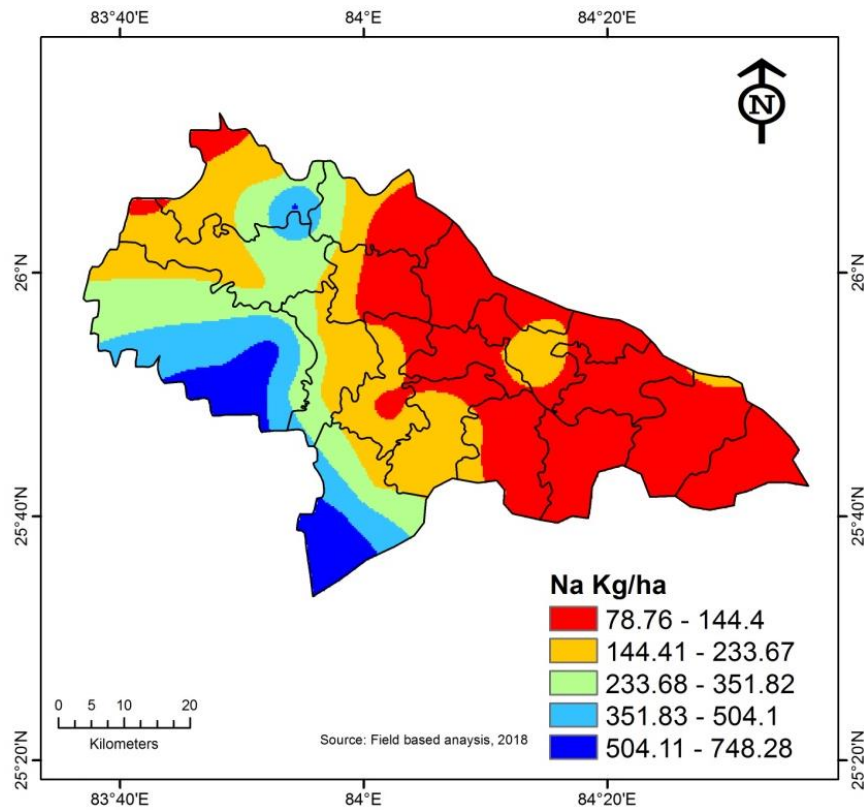 83°40'E 84°E 84°20'E
N
26°N 26°N
25°40'N 25°40'N
25°20'N 25°20'N
Na Kg/ha
78.76 - 144.4
144.41 - 233.67
233.68 - 351.82
351.83 - 504.1
504.11 - 748.28
0 5 10 20
Kilometers
Source: Field based anaysis, 2018
83°40'E 84°E 84°20'E